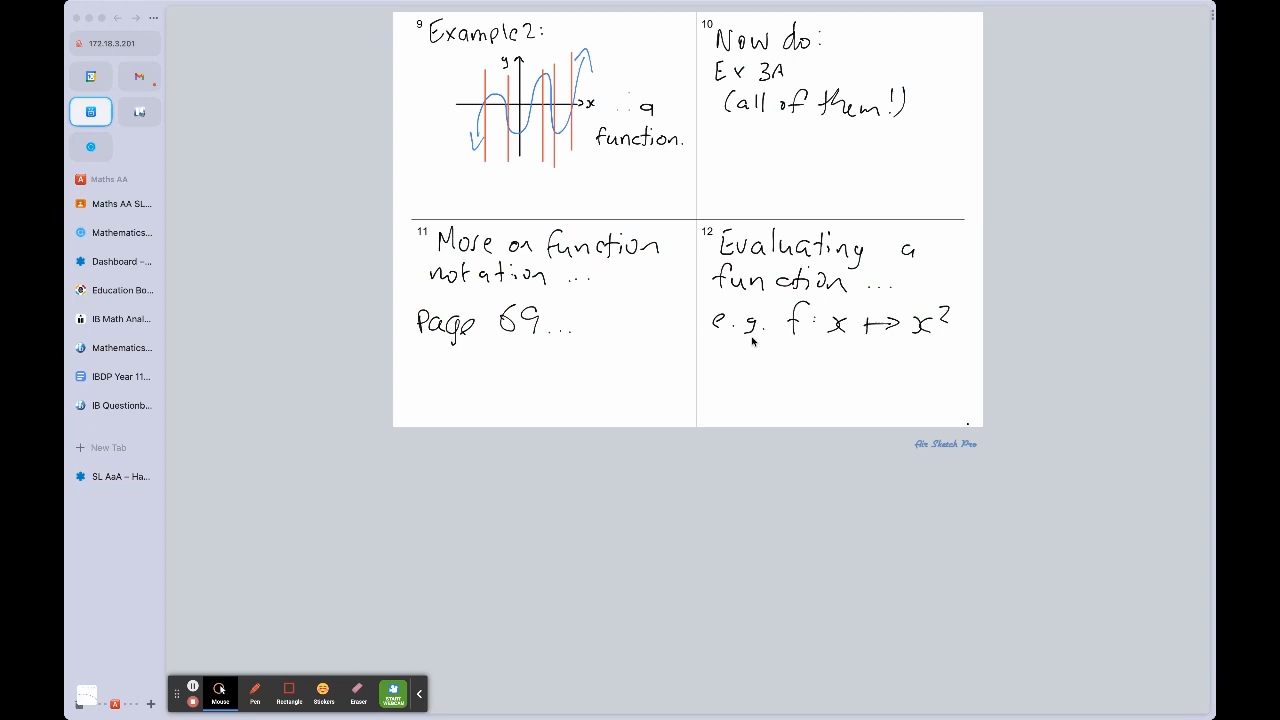 172.18.3.201
Maths AA
Maths AA SL...
Mathematics...
Dashboard –...
Education Bo...
IB Math Anal...
Mathematics...
IBDP Year 11...
IB Questionb...
New Tab
SL AaA – Ha...
9 Example 2:
y
x
∴ a
function.
10 Now do:
Ex 3A
(all of them!)
11 More on function
notation ...
Page 69...
12 Evaluating a
function ...
e.g. f: x ↦ x²
Air Sketch Pro
Mouse
Pen
Rectangle
Stickers
Eraser
START
WEBCAM